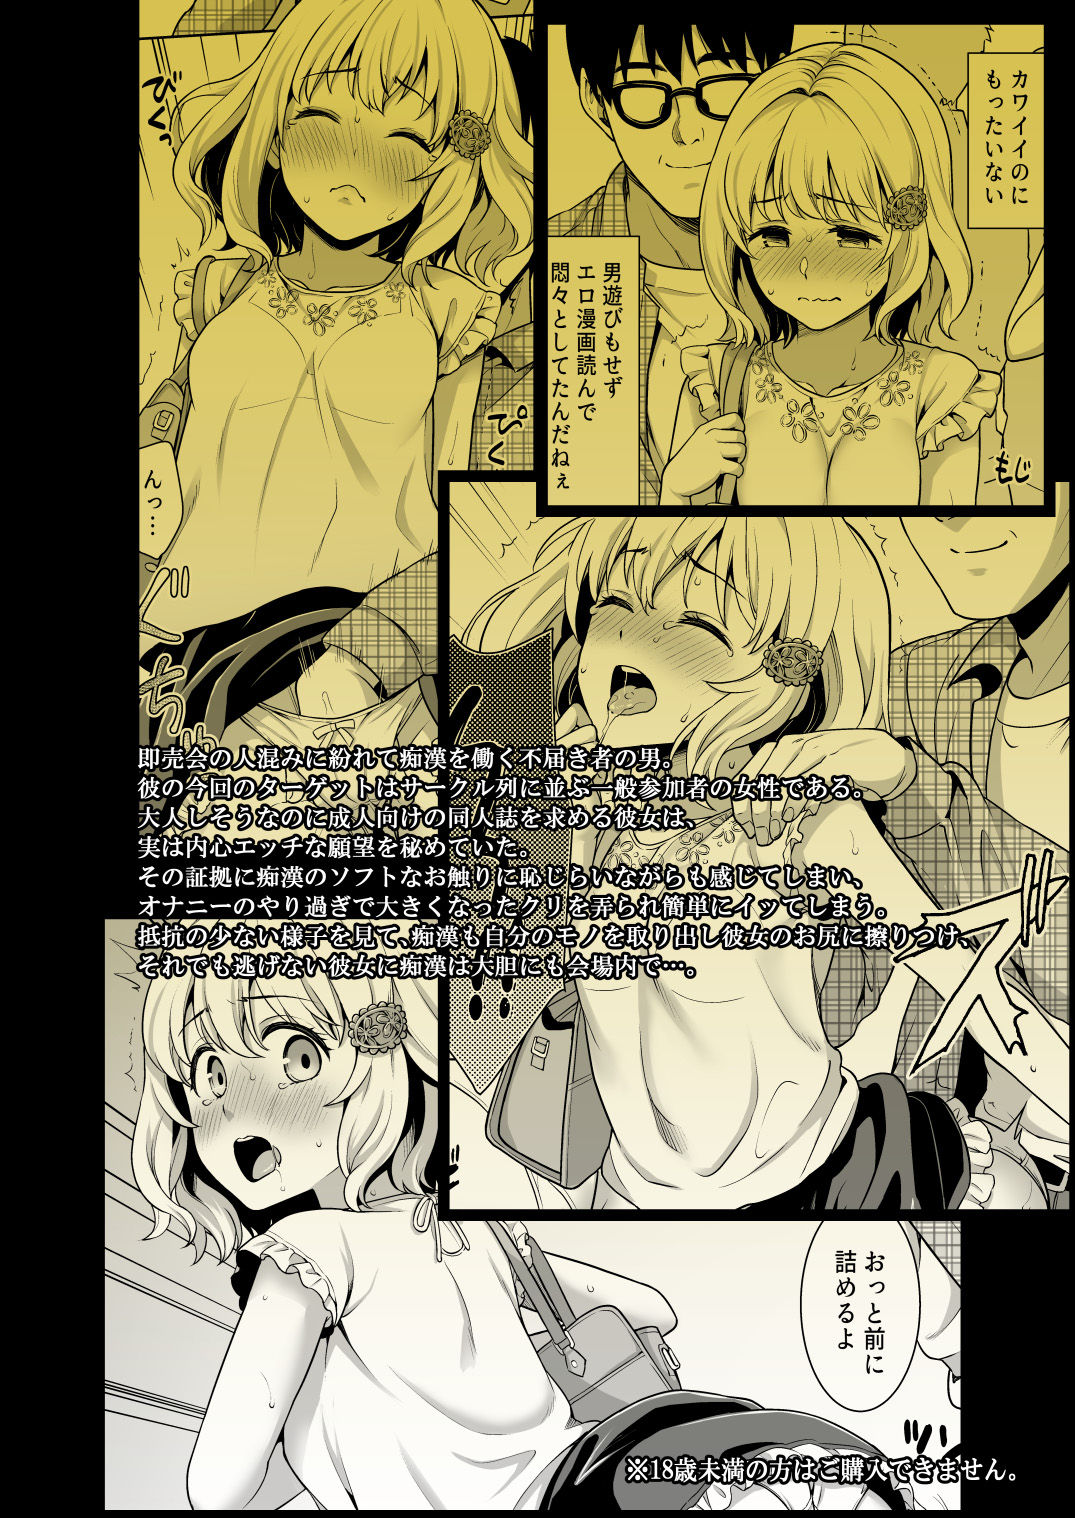 カワイイのに
もったいない
男遊びもせず
エロ漫画読んで
悶々としてたんだねぇ
もじ
びくっ
ぴく
んっ…
ぐ
ちっ
即売会の人混みに紛れて痴漢を働く不届き者の男。
彼の今回のターゲットはサークル列に並ぶ一般参加者の女性である。
大人しそうなのに成人向けの同人誌を求める彼女は、
実は内心エッチな願望を秘めていた。
その証拠に痴漢のソフトなお触りに恥じらいながらも感じてしまい、
オナニーのやり過ぎで大きくなったクリを弄られ簡単にイッてしまう。
抵抗の少ない様子を見て、痴漢も自分のモノを取り出し彼女のお尻に擦りつけ、
それでも逃げない彼女に痴漢は大胆にも会場内で…。
おっと前に
詰めるよ
※18歳未満の方はご購入できません。